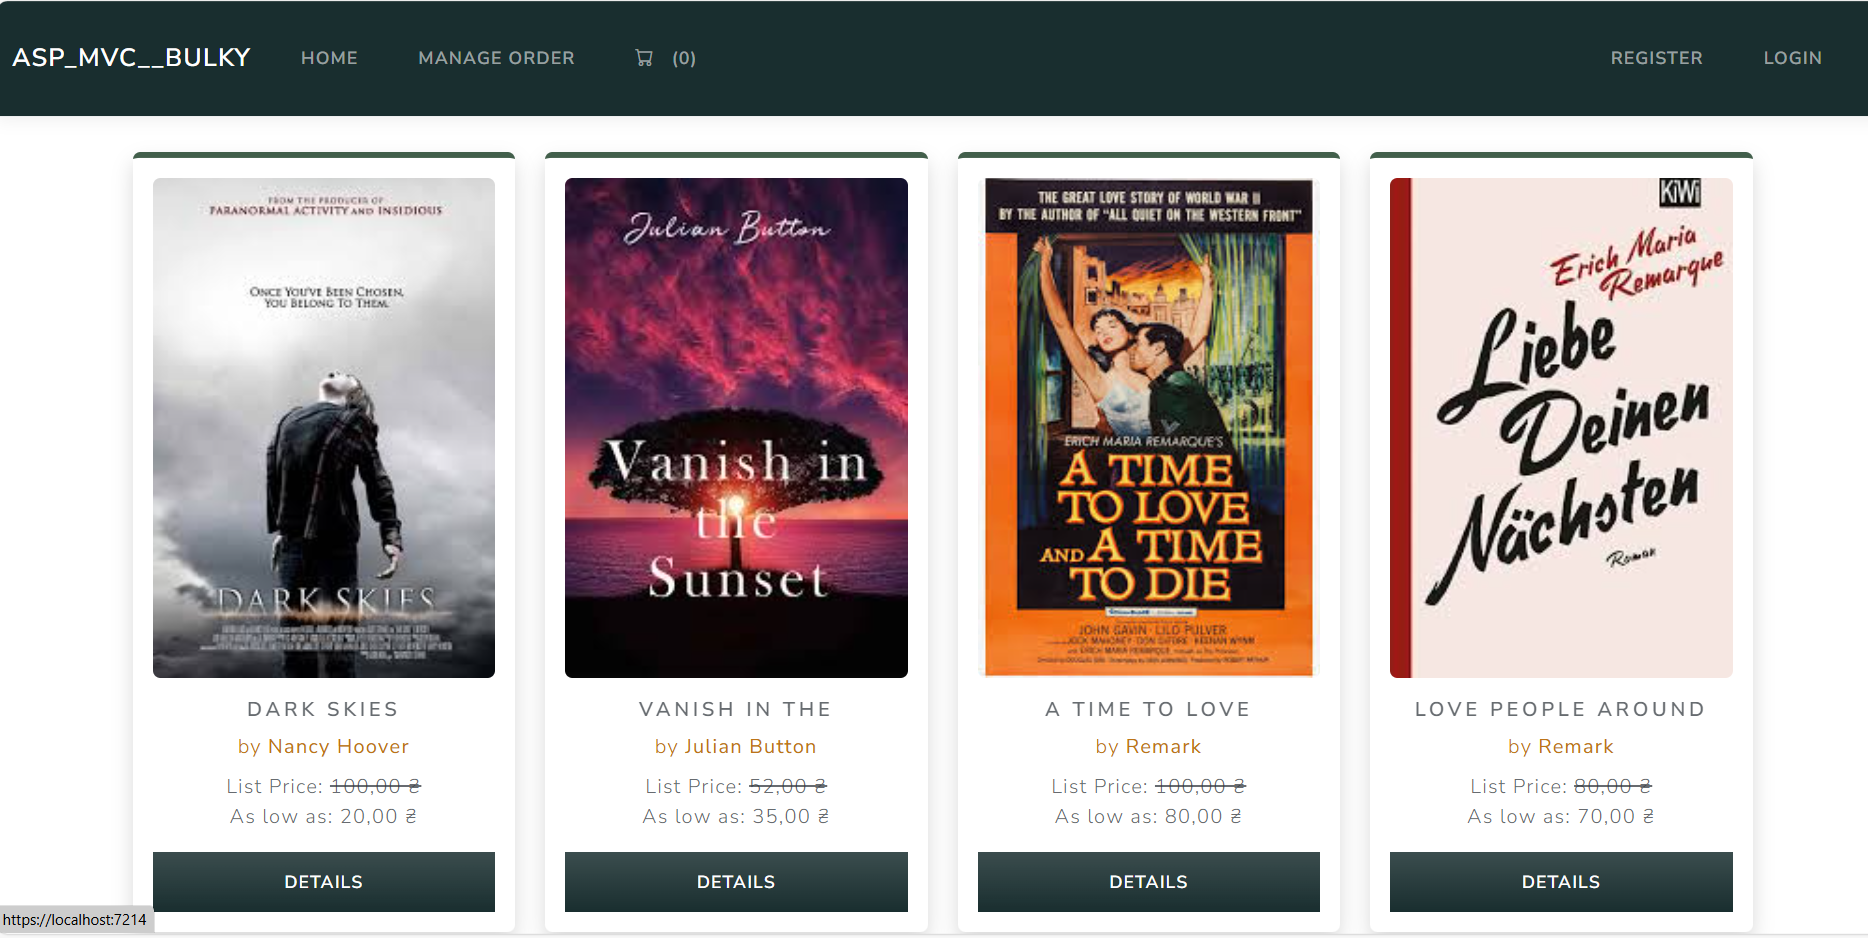 ASP_MVC__BULKY
HOME
MANAGE ORDER
(0)
REGISTER
LOGIN
FROM THE PRODUCER OF
PARANORMAL ACTIVITY AND INSIDIOUS
ONCE YOU'VE BEEN CHOSEN,
YOU BELONG TO THEM.
DARK SKIES
DARK SKIES
by Nancy Hoover
List Price: 100,00 ₴
As low as: 20,00 ₴
DETAILS
Julian Button
Vanish in
the
Sunset
VANISH IN THE
by Julian Button
List Price: 52,00 ₴
As low as: 35,00 ₴
DETAILS
THE GREAT LOVE STORY OF WORLD WAR II
BY THE AUTHOR OF "ALL QUIET ON THE WESTERN FRONT"
ERICH MARIA REMARQUE'S
A TIME
TO LOVE
AND A TIME
TO DIE
JOHN GAVIN · LILO PULVER
JOCK MAHONEY · DON DEFORE · KEENAN WYNN
A TIME TO LOVE
by Remark
List Price: 100,00 ₴
As low as: 80,00 ₴
DETAILS
KiWi
Erich Maria
Remarque
Liebe
Deinen
Nächsten
Roman
LOVE PEOPLE AROUND
by Remark
List Price: 80,00 ₴
As low as: 70,00 ₴
DETAILS
https://localhost:7214